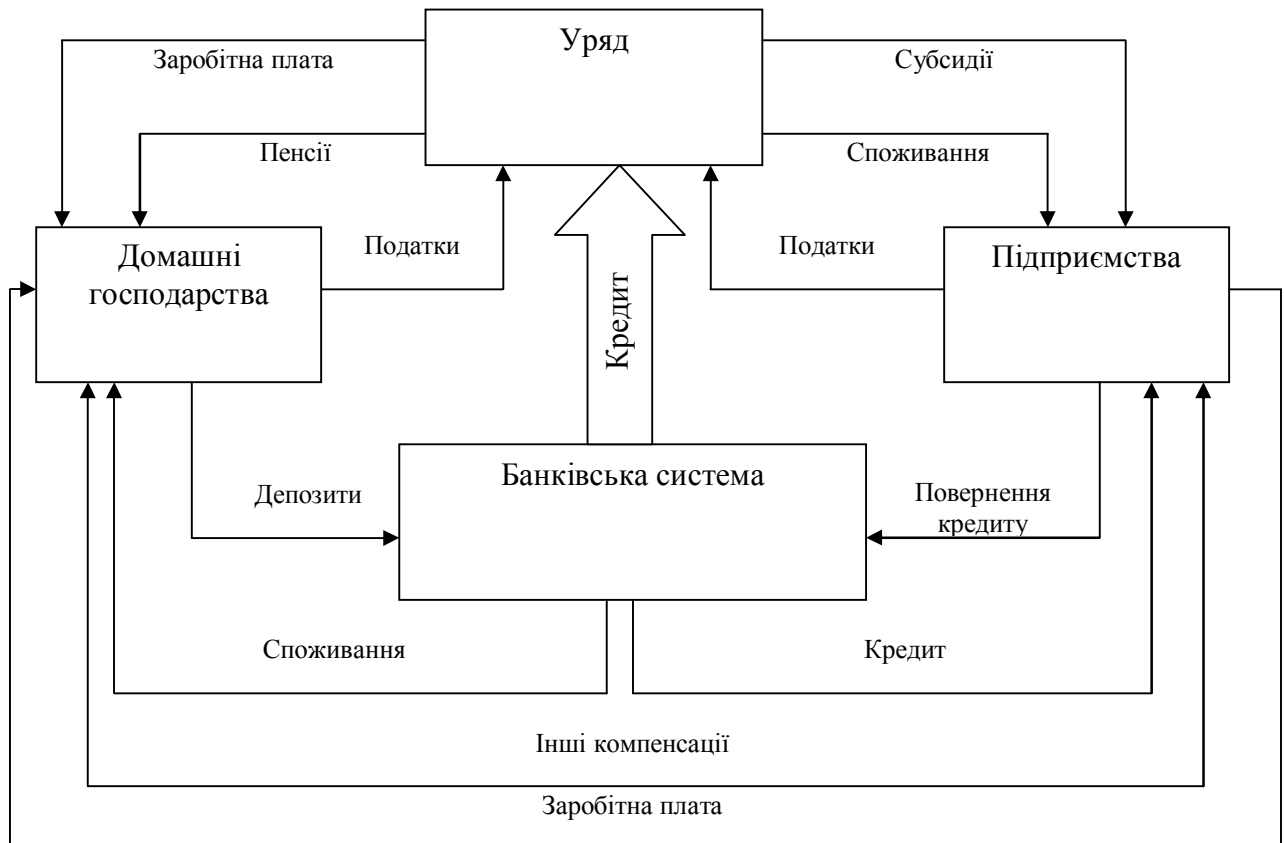 Уряд
Заробітна плата
Субсидії
Пенсії
Споживання
Домашні
господарства
Податки
Податки
Підприємства
Кредит
Банківська система
Депозити
Повернення
кредиту
Споживання
Кредит
Інші компенсації
Заробітна плата